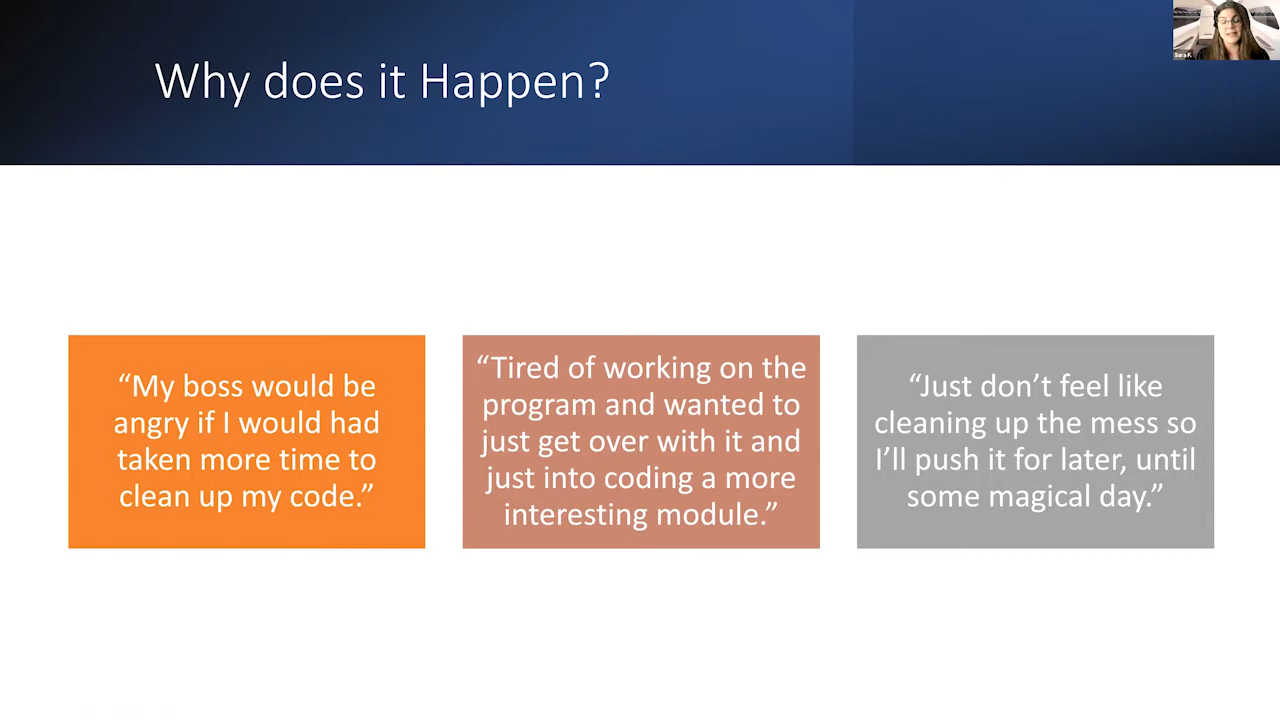 Why does it Happen?
Sara F.
“My boss would be
angry if I would had
taken more time to
clean up my code.”
“Tired of working on the
program and wanted to
just get over with it and
just into coding a more
interesting module.”
“Just don’t feel like
cleaning up the mess so
I’ll push it for later, until
some magical day.”